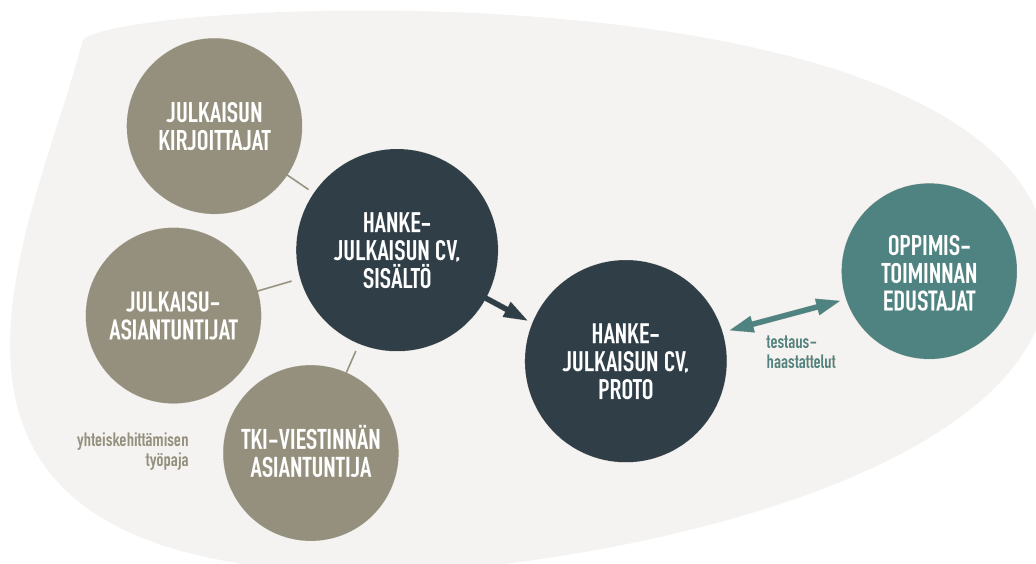 JULKAISUN
KIRJOITTAJAT
HANKE-
JULKAISUN CV,
SISÄLTÖ
JULKAISU-
ASIANTUNTIJAT
TKI-VIESTINNÄN
ASIANTUNTIJA
yhteiskehittämisen
työpaja
HANKE-
JULKAISUN CV,
PROTO
testaus-
haastattelut
OPPIMIS-
TOIMINNAN
EDUSTAJAT